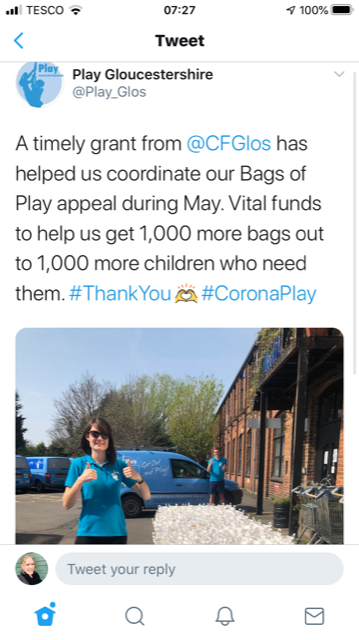 TESCO 07:27 100%
Tweet
Play
Play Gloucestershire
@Play_Glos
A timely grant from @CFGlos has
helped us coordinate our Bags of
Play appeal during May. Vital funds
to help us get 1,000 more bags out
to 1,000 more children who need
them. #ThankYou 🫶 #CoronaPlay
Tweet your reply